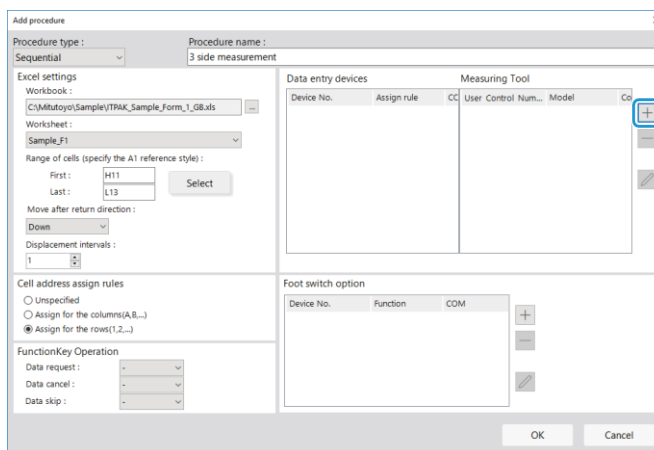 Add procedure
Procedure type :
Procedure name :
Sequential
3 side measurement
Excel settings
Workbook :
C:\Mitutoyo\Sample\ITPAK_Sample_Form_1_GB.xls
...
Worksheet :
Sample_F1
Range of cells (specify the A1 reference style) :
First :
H11
Last :
L13
Select
Move after return direction :
Down
Displacement intervals :
1
Data entry devices
Device No.
Assign rule
CC
Measuring Tool
User Control Num...
Model
Co
Cell address assign rules
Unspecified
Assign for the columns(A,B,...)
Assign for the rows(1,2,...)
FunctionKey Operation
Data request :
-
Data cancel :
-
Data skip :
-
Foot switch option
Device No.
Function
COM
OK
Cancel